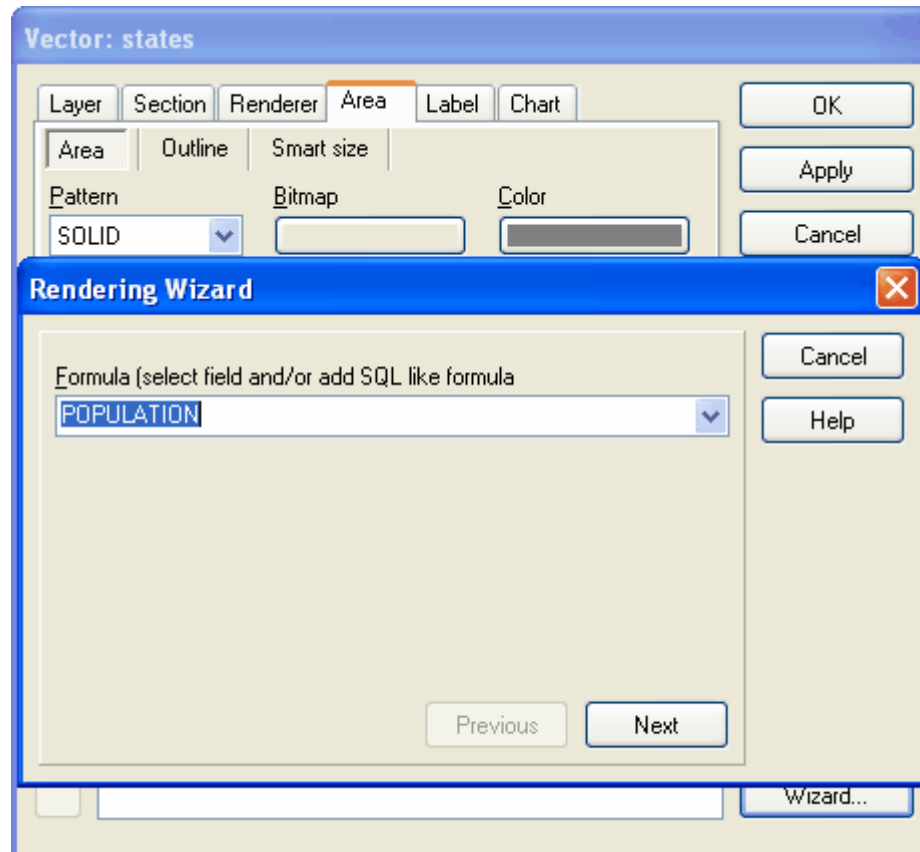 Vector: states
Layer Section Renderer Area Label Chart OK
Area Outline Smart size Apply
Pattern Bitmap Color
SOLID Cancel
Rendering Wizard
Cancel
Formula (select field and/or add SQL like formula
POPULATION
Help
Previous Next
Wizard...